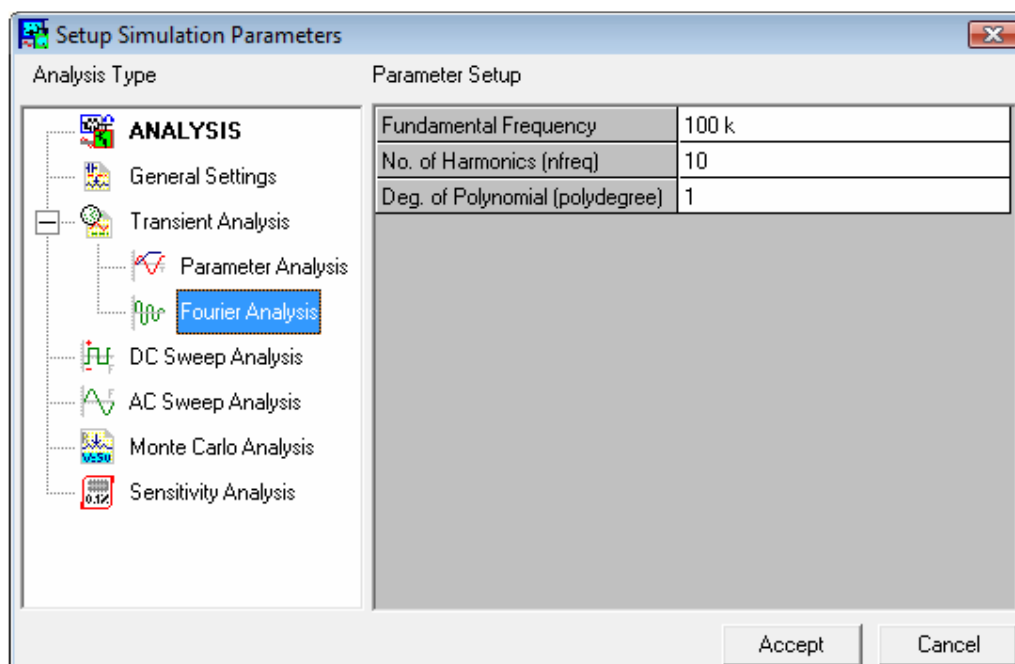 Setup Simulation Parameters
Analysis Type
Parameter Setup
ANALYSIS
General Settings
Transient Analysis
Parameter Analysis
Fourier Analysis
DC Sweep Analysis
AC Sweep Analysis
Monte Carlo Analysis
Sensitivity Analysis
Fundamental Frequency 100 k
No. of Harmonics (nfreq) 10
Deg. of Polynomial (polydegree) 1
Accept
Cancel